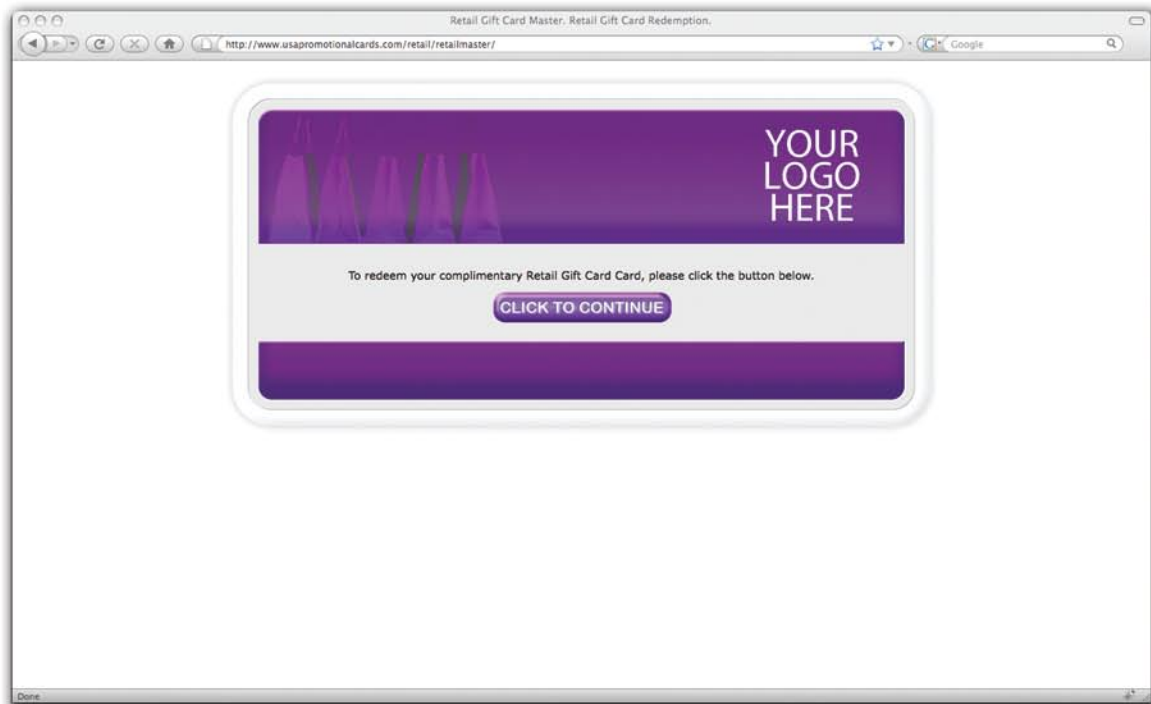 Retail Gift Card Master. Retail Gift Card Redemption.
http://www.usapromotionalcards.com/retail/retailmaster/
Google
YOUR
LOGO
HERE
To redeem your complimentary Retail Gift Card Card, please click the button below.
CLICK TO CONTINUE
Done